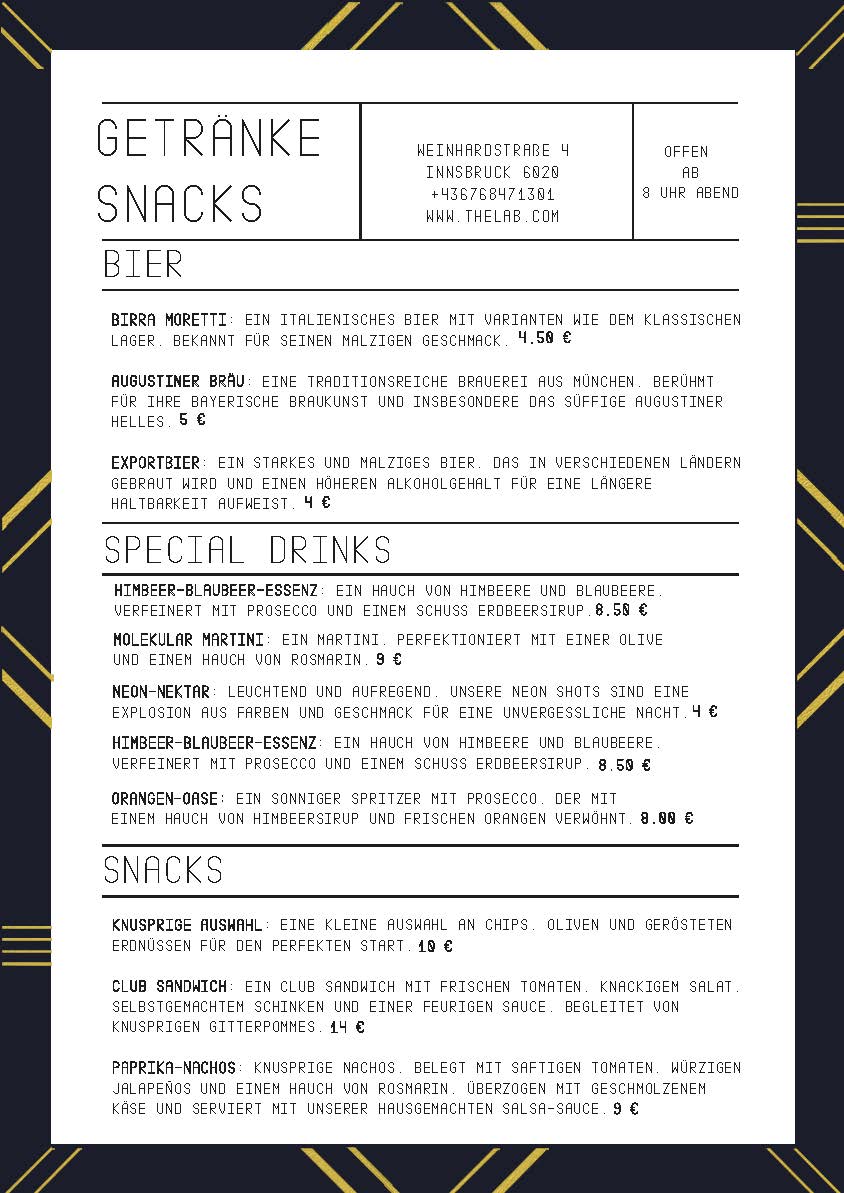 GETRÄNKE
SNACKS
WEINHARDSTRAßE 4
INNSBRUCK 6020
+436768471301
WWW.THELAB.COM
OFFEN
AB
8 UHR ABEND
BIER
BIRRA MORETTI: EIN ITALIENISCHES BIER MIT VARIANTEN WIE DEM KLASSISCHEN
LAGER. BEKANNT FÜR SEINEN MALZIGEN GESCHMACK. 4.50 €
AUGUSTINER BRÄU: EINE TRADITIONSREICHE BRAUEREI AUS MÜNCHEN. BERÜHMT
FÜR IHRE BAYERISCHE BRAUKUNST UND INSBESONDERE DAS SÜFFIGE AUGUSTINER
HELLES. 5 €
EXPORTBIER: EIN STARKES UND MALZIGES BIER. DAS IN VERSCHIEDENEN LÄNDERN
GEBRAUT WIRD UND EINEN HÖHEREN ALKOHOLGEHALT FÜR EINE LÄNGERE
HALTBARKEIT AUFWEIST. 4 €
SPECIAL DRINKS
HIMBEER-BLAUBEER-ESSENZ: EIN HAUCH VON HIMBEERE UND BLAUBEERE.
VERFEINERT MIT PROSECCO UND EINEM SCHUSS ERDBEERSIRUP. 8.50 €
MOLEKULAR MARTINI: EIN MARTINI. PERFEKTIONIERT MIT EINER OLIVE
UND EINEM HAUCH VON ROSMARIN. 9 €
NEON-NEKTAR: LEUCHTEND UND AUFREGEND. UNSERE NEON SHOTS SIND EINE
EXPLOSION AUS FARBEN UND GESCHMACK FÜR EINE UNVERGESSLICHE NACHT. 4 €
HIMBEER-BLAUBEER-ESSENZ: EIN HAUCH VON HIMBEERE UND BLAUBEERE.
VERFEINERT MIT PROSECCO UND EINEM SCHUSS ERDBEERSIRUP. 8.50 €
ORANGEN-OASE: EIN SONNIGER SPRITZER MIT PROSECCO. DER MIT
EINEM HAUCH VON HIMBEERSIRUP UND FRISCHEN ORANGEN VERWÖHNT. 8.00 €
SNACKS
KNUSPRIGE AUSWAHL: EINE KLEINE AUSWAHL AN CHIPS. OLIVEN UND GERÖSTETEN
ERDNÜSSEN FÜR DEN PERFEKTEN START. 10 €
CLUB SANDWICH: EIN CLUB SANDWICH MIT FRISCHEN TOMATEN. KNACKIGEM SALAT.
SELBSTGEMACHTEM SCHINKEN UND EINER FEURIGEN SAUCE. BEGLEITET VON
KNUSPRIGEN GITTERPOMMES. 14 €
PAPRIKA-NACHOS: KNUSPRIGE NACHOS. BELEGT MIT SAFTIGEN TOMATEN. WÜRZIGEN
JALAPEÑOS UND EINEM HAUCH VON ROSMARIN. ÜBERZOGEN MIT GESCHMOLZENEM
KÄSE UND SERVIERT MIT UNSERER HAUSGEMACHTEN SALSA-SAUCE. 9 €